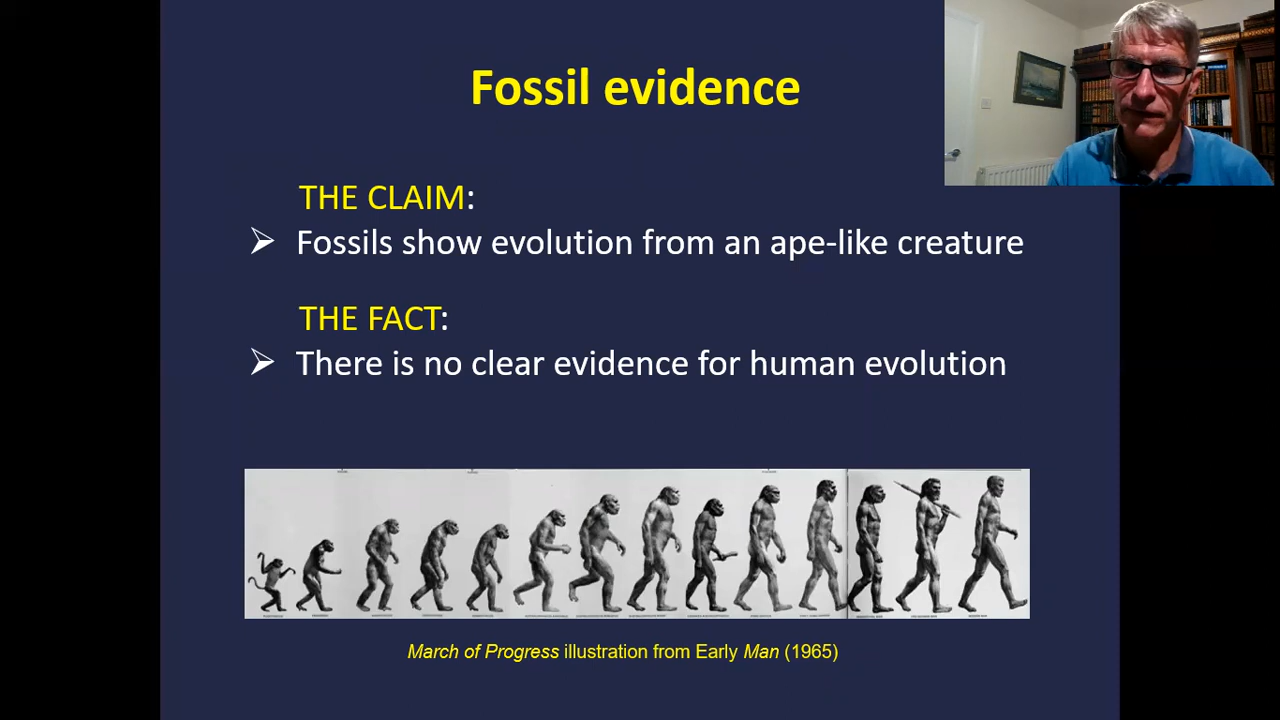 Fossil evidence
THE CLAIM:
Fossils show evolution from an ape-like creature
THE FACT:
There is no clear evidence for human evolution
March of Progress illustration from Early Man (1965)